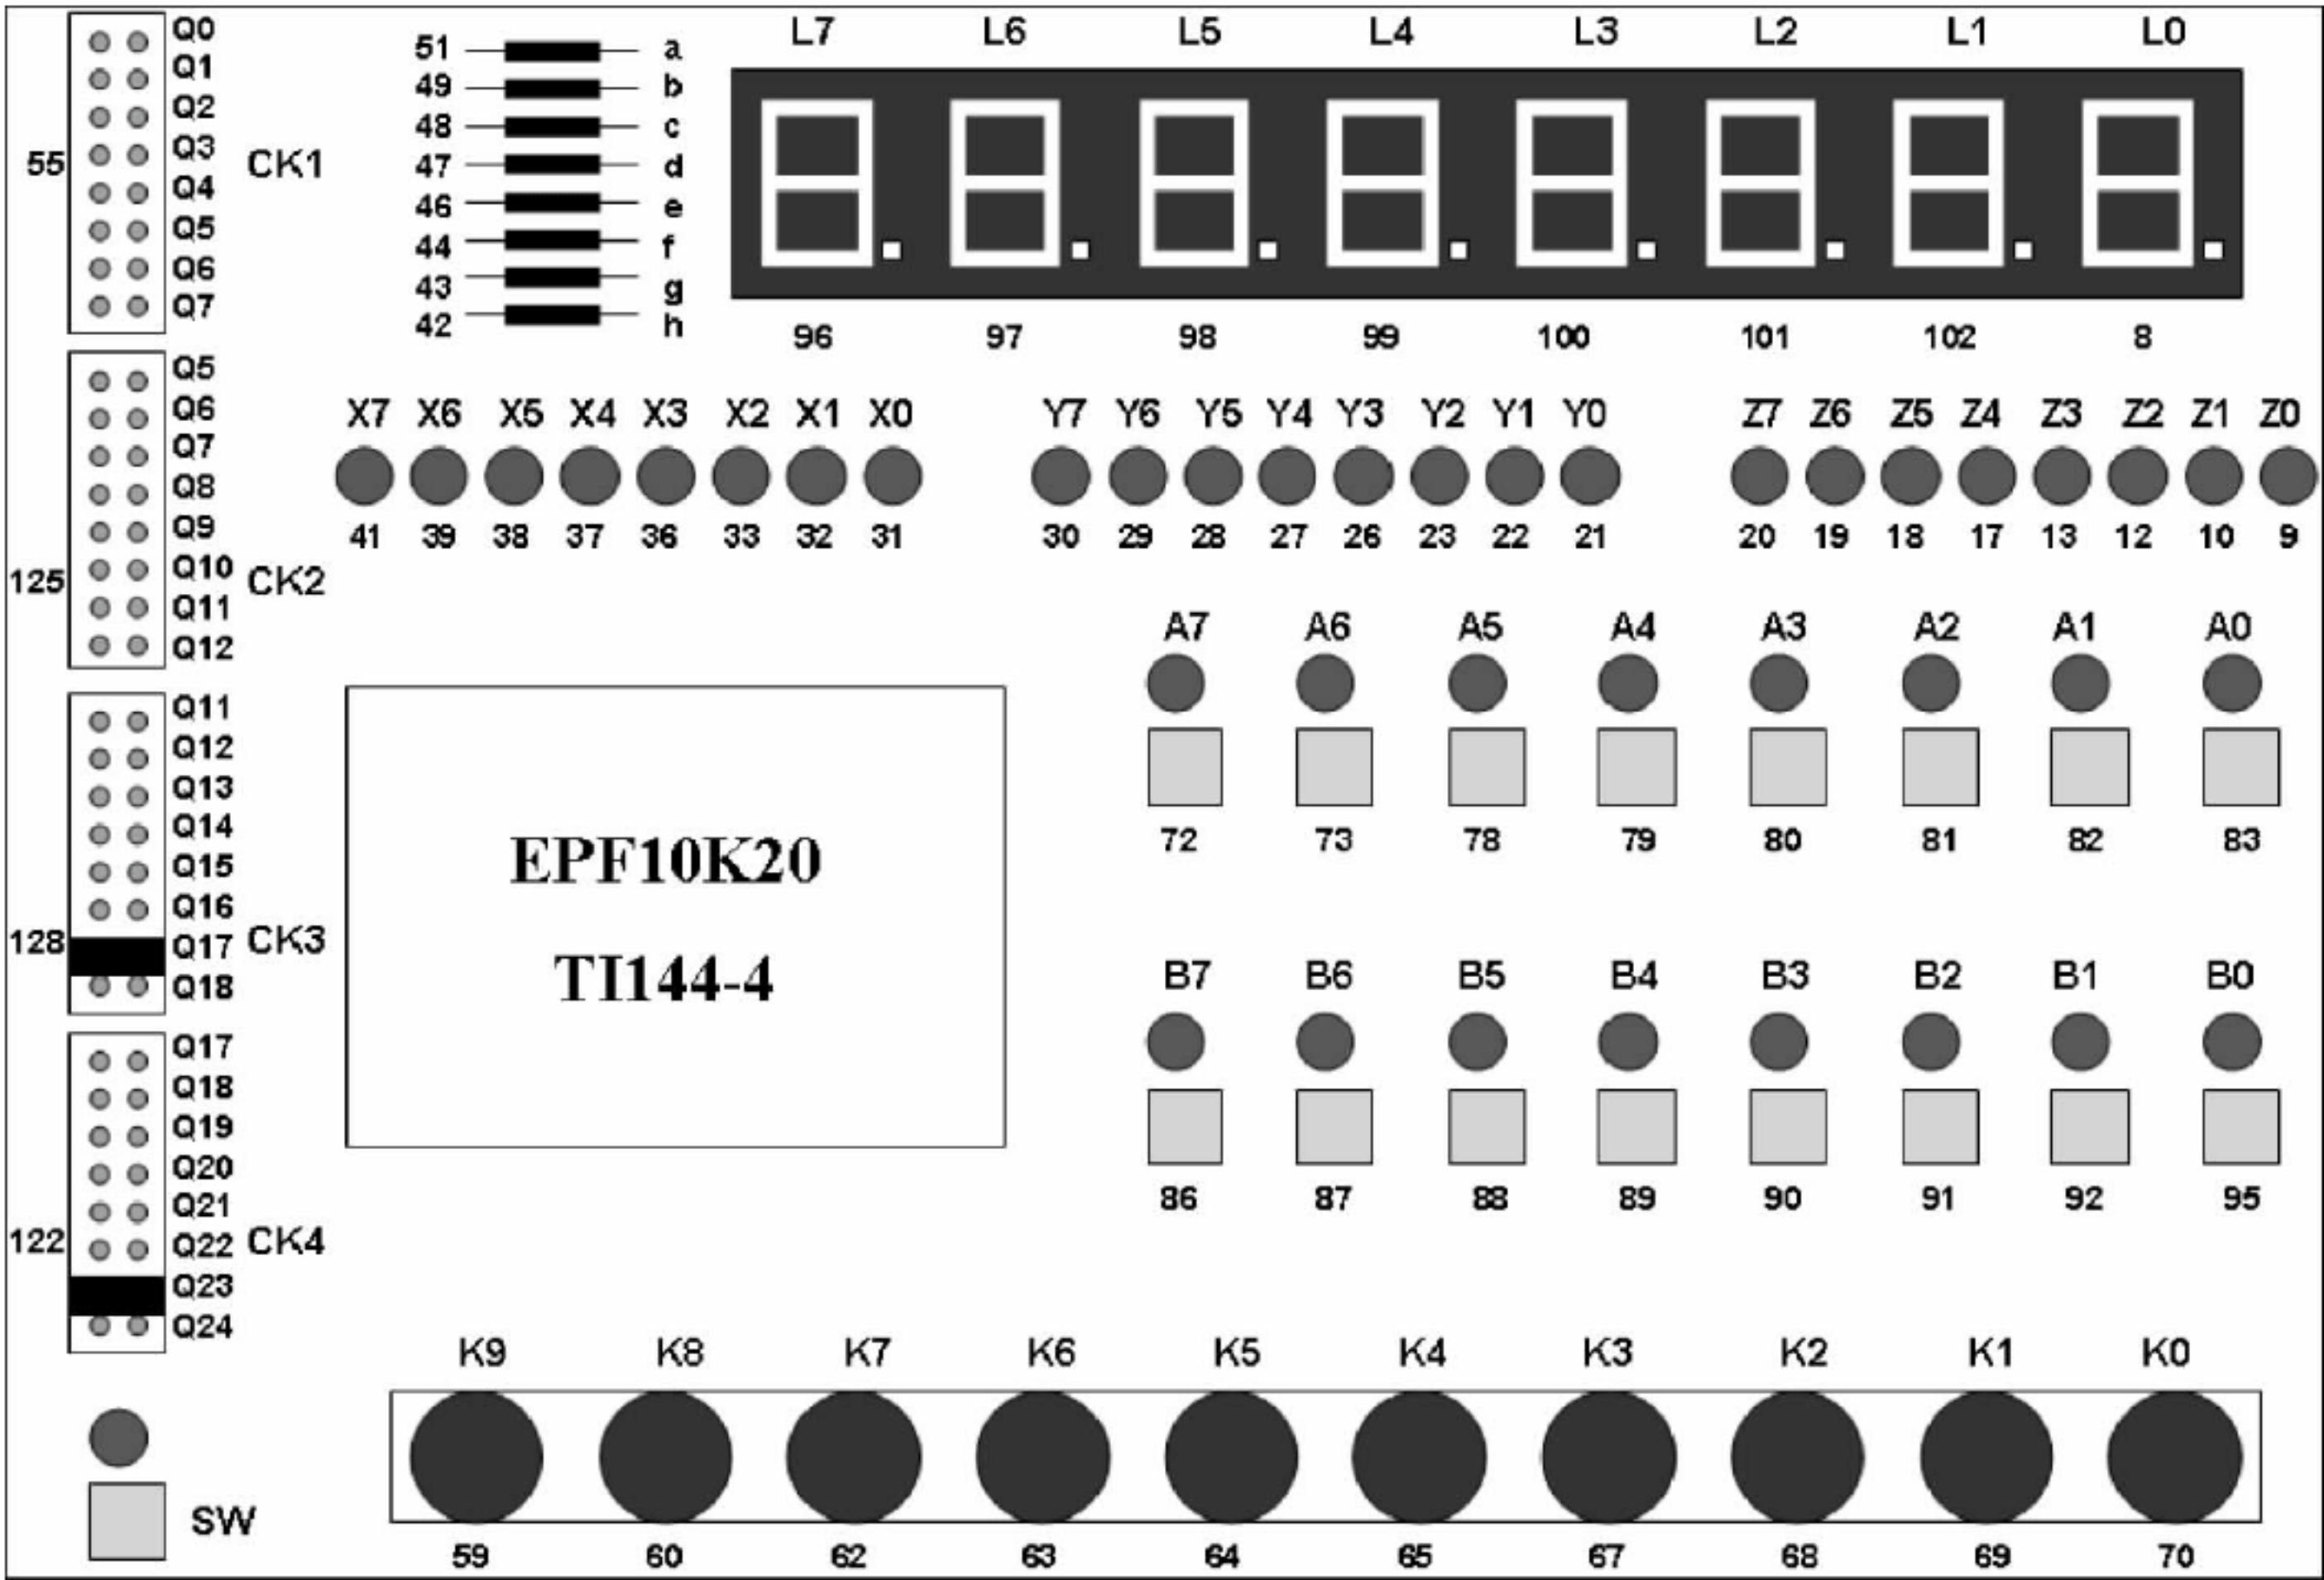 Q0
Q1
Q2
Q3
Q4
Q5
Q6
Q7
55
CK1
51 a
49 b
48 c
47 d
46 e
44 f
43 g
42 h
L7 L6 L5 L4 L3 L2 L1 L0
96 97 98 99 100 101 102 8
Q5
Q6
Q7
Q8
Q9
Q10
Q11
Q12
125
CK2
X7 X6 X5 X4 X3 X2 X1 X0 Y7 Y6 Y5 Y4 Y3 Y2 Y1 Y0 Z7 Z6 Z5 Z4 Z3 Z2 Z1 Z0
41 39 38 37 36 33 32 31 30 29 28 27 26 23 22 21 20 19 18 17 13 12 10 9
Q11
Q12
Q13
Q14
Q15
Q16
Q17
Q18
128
CK3
EPF10K20
TI144-4
A7 A6 A5 A4 A3 A2 A1 A0
72 73 78 79 80 81 82 83
B7 B6 B5 B4 B3 B2 B1 B0
86 87 88 89 90 91 92 95
Q17
Q18
Q19
Q20
Q21
Q22
Q23
Q24
122
CK4
K9 K8 K7 K6 K5 K4 K3 K2 K1 K0
SW
59 60 62 63 64 65 67 68 69 70